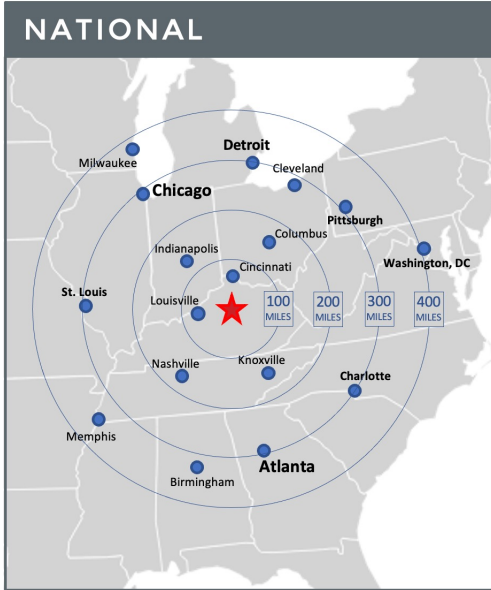 NATIONAL
Milwaukee
Detroit
Cleveland
Chicago
Pittsburgh
Columbus
Indianapolis
Washington, DC
Cincinnati
St. Louis
Louisville
100
MILES
200
MILES
300
MILES
400
MILES
Nashville
Knoxville
Charlotte
Memphis
Atlanta
Birmingham